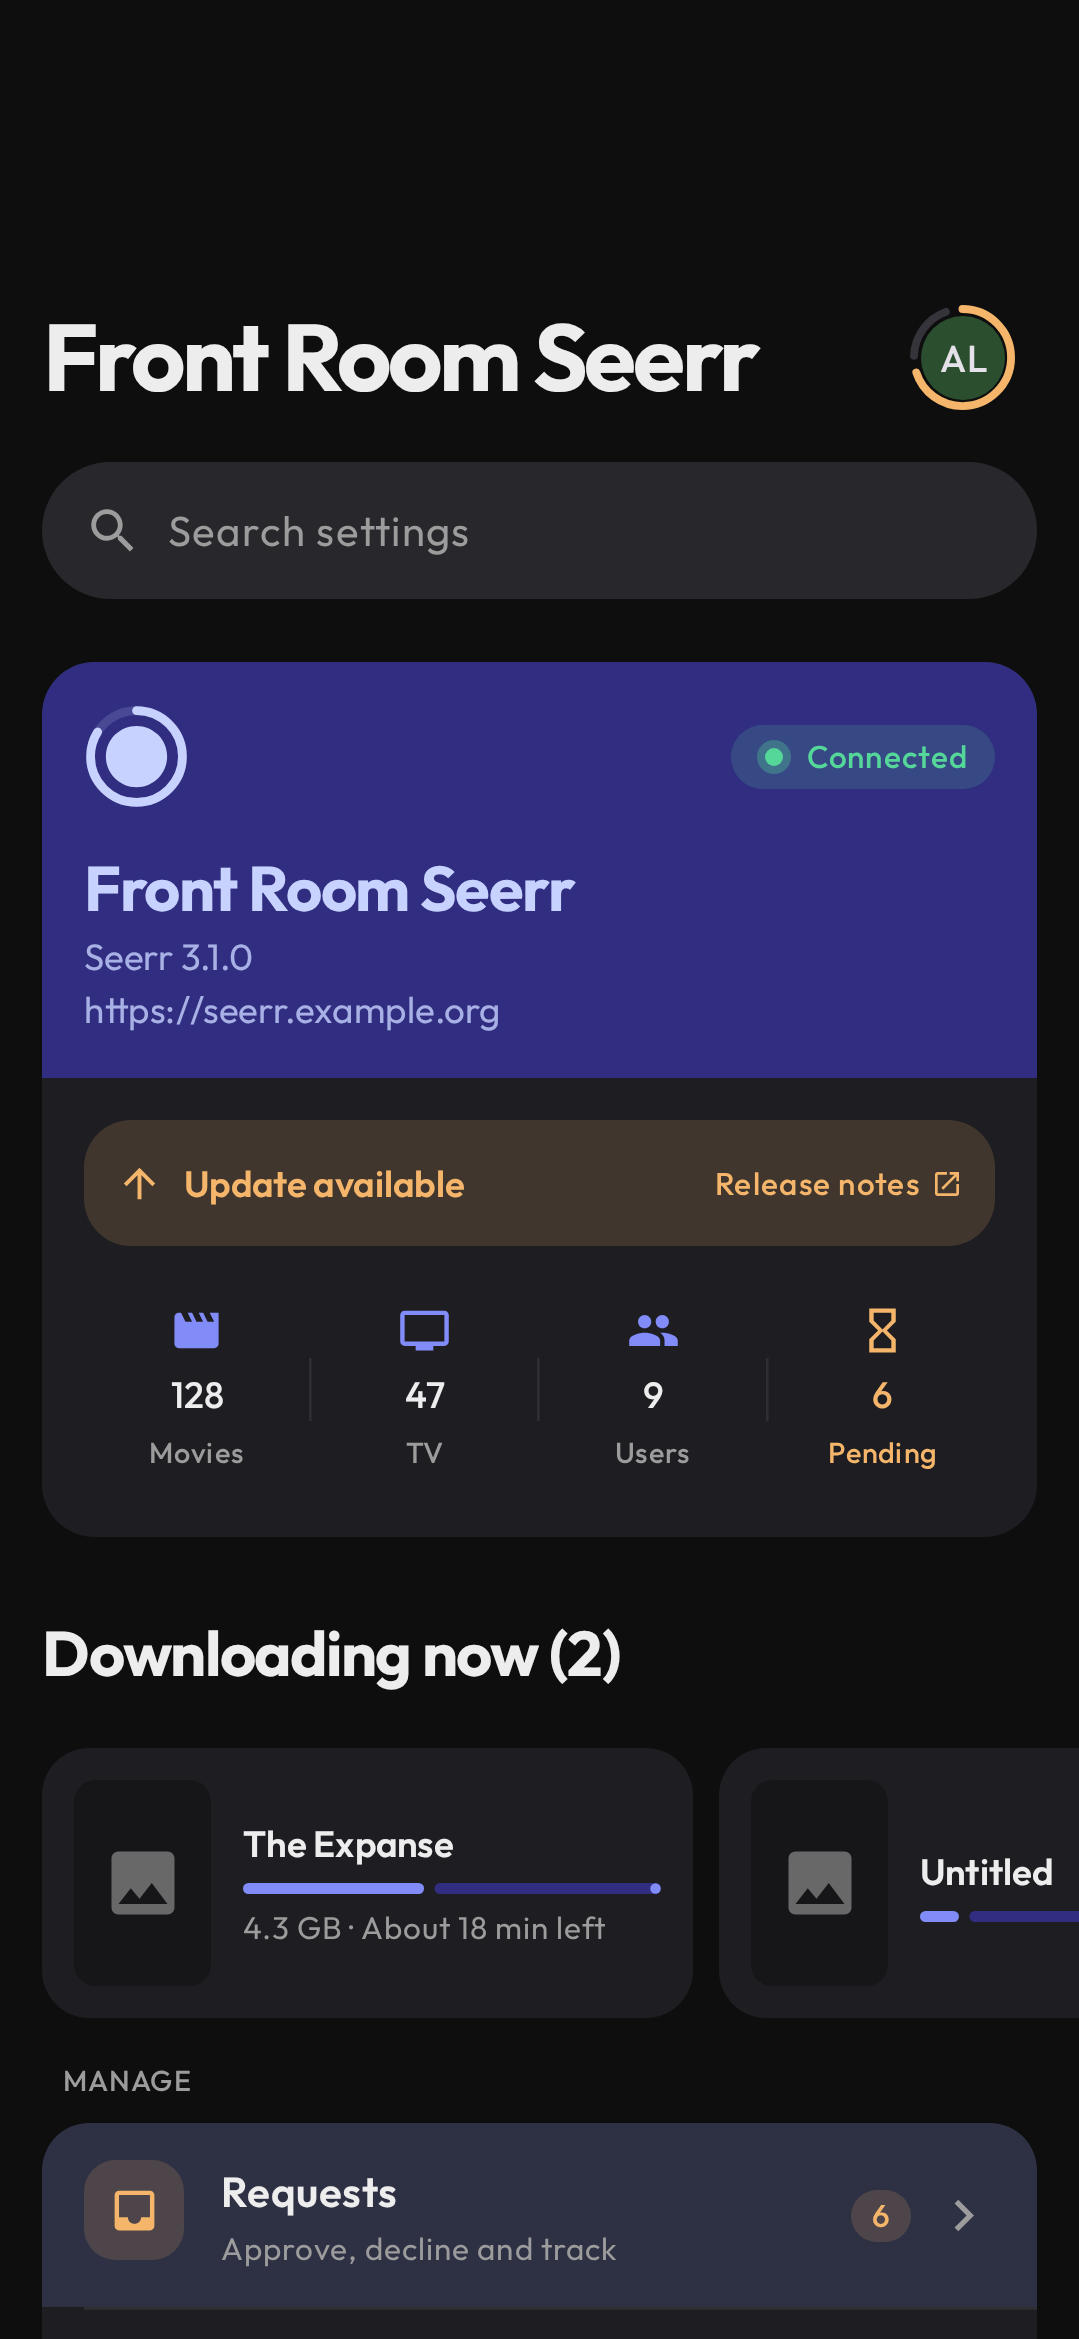 Front Room Seerr
AL
Search settings
Connected
Front Room Seerr
Seerr 3.1.0
https://seerr.example.org
Update available
Release notes
128
Movies
47
TV
9
Users
6
Pending
Downloading now (2)
The Expanse
4.3 GB · About 18 min left
Untitled
MANAGE
Requests
Approve, decline and track
6